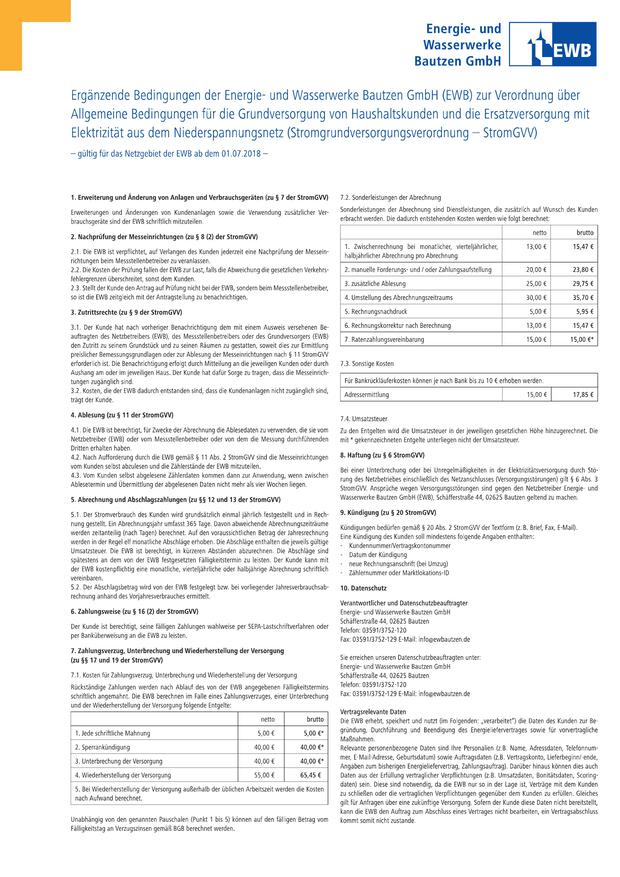 Energie- und
Wasserwerke
Bautzen GmbH
EWB
Ergänzende Bedingungen der Energie- und Wasserwerke Bautzen GmbH (EWB) zur Verordnung über
Allgemeine Bedingungen für die Grundversorgung von Haushaltskunden und die Ersatzversorgung mit
Elektrizität aus dem Niederspannungsnetz (Stromgrundversorgungsverordnung – StromGVV)
– gültig für das Netzgebiet der EWB ab dem 01.07.2018 –
1. Erweiterung und Änderung von Anlagen und Verbrauchsgeräten (zu § 7 der StromGVV)
Erweiterungen und Änderungen von Kundenanlagen sowie die Verwendung zusätzlicher Ver-
brauchsgeräte sind der EWB schriftlich mitzuteilen.
2. Nachprüfung der Messeinrichtungen (zu § 8 (2) der StromGVV)
2.1. Die EWB ist verpflichtet, auf Verlangen des Kunden jederzeit eine Nachprüfung der Messein-
richtungen beim Messstellenbetreiber zu veranlassen.
2.2. Die Kosten der Prüfung fallen der EWB zur Last, falls die Abweichung die gesetzlichen Verkehrs-
fehlergrenzen überschreitet, sonst dem Kunden.
2.3. Stellt der Kunde den Antrag auf Prüfung nicht bei der EWB, sondern beim Messstellenbetreiber,
so ist die EWB zeitgleich mit der Antragstellung zu benachrichtigen.
3. Zutrittsrechte (zu § 9 der StromGVV)
3.1. Der Kunde hat nach vorheriger Benachrichtigung dem mit einem Ausweis versehenen Be-
auftragten des Netzbetreibers (EWB), des Messstellenbetreibers oder des Grundversorgers (EWB)
den Zutritt zu seinem Grundstück und zu seinen Räumen zu gestatten, soweit dies zur Ermittlung
preislicher Bemessungsgrundlagen oder zur Ablesung der Messeinrichtungen nach § 11 StromGVV
erforderlich ist. Die Benachrichtigung erfolgt durch Mitteilung an die jeweiligen Kunden oder durch
Aushang am oder im jeweiligen Haus. Der Kunde hat dafür Sorge zu tragen, dass die Messeinrich-
tungen zugänglich sind.
3.2. Kosten, die der EWB dadurch entstanden sind, dass die Kundenanlagen nicht zugänglich sind,
trägt der Kunde.
4. Ablesung (zu § 11 der StromGVV)
4.1. Die EWB ist berechtigt, für Zwecke der Abrechnung die Ablesedaten zu verwenden, die sie vom
Netzbetreiber (EWB) oder vom Messstellenbetreiber oder von dem die Messung durchführenden
Dritten erhalten haben.
4.2. Nach Aufforderung durch die EWB gemäß § 11 Abs. 2 StromGVV sind die Messeinrichtungen
vom Kunden selbst abzulesen und die Zählerstände der EWB mitzuteilen.
4.3. Vom Kunden selbst abgelesene Zählerdaten kommen dann zur Anwendung, wenn zwischen
Ablesetermin und Übermittlung der abgelesenen Daten nicht mehr als vier Wochen liegen.
5. Abrechnung und Abschlagszahlungen (zu §§ 12 und 13 der StromGVV)
5.1. Der Stromverbrauch des Kunden wird grundsätzlich einmal jährlich festgestellt und in Rech-
nung gestellt. Ein Abrechnungsjahr umfasst 365 Tage. Davon abweichende Abrechnungszeiträume
werden zeitanteilig (nach Tagen) berechnet. Auf den voraussichtlichen Betrag der Jahresrechnung
werden in der Regel elf monatliche Abschläge erhoben. Die Abschläge enthalten die jeweils gültige
Umsatzsteuer. Die EWB ist berechtigt, in kürzeren Abständen abzurechnen. Die Abschläge sind
spätestens an dem von der EWB festgesetzten Fälligkeitstermin zu leisten. Der Kunde kann mit
der EWB kostenpflichtig eine monatliche, vierteljährliche oder halbjährige Abrechnung schriftlich
vereinbaren.
5.2. Der Abschlagsbetrag wird von der EWB festgelegt bzw. bei vorliegender Jahresverbrauchsab-
rechnung anhand des Vorjahresverbrauches ermittelt.
6. Zahlungsweise (zu § 16 (2) der StromGVV)
Der Kunde ist berechtigt, seine fälligen Zahlungen wahlweise per SEPA-Lastschriftverfahren oder
per Banküberweisung an die EWB zu leisten.
7. Zahlungsverzug, Unterbrechung und Wiederherstellung der Versorgung
(zu §§ 17 und 19 der StromGVV)
7.1. Kosten für Zahlungsverzug, Unterbrechung und Wiederherstellung der Versorgung
Rückständige Zahlungen werden nach Ablauf des von der EWB angegebenen Fälligkeitstermins
schriftlich angemahnt. Die EWB berechnen im Falle eines Zahlungsverzuges, einer Unterbrechung
und der Wiederherstellung der Versorgung folgende Entgelte:
netto brutto
1. Jede schriftliche Mahnung 5,00 € 5,00 €*
2. Sperrankündigung 40,00 € 40,00 €*
3. Unterbrechung der Versorgung 40,00 € 40,00 €*
4. Wiederherstellung der Versorgung 55,00 € 65,45 €
5. Bei Wiederherstellung der Versorgung außerhalb der üblichen Arbeitszeit werden die Kosten
nach Aufwand berechnet.
Unabhängig von den genannten Pauschalen (Punkt 1 bis 5) können auf den fälligen Betrag vom
Fälligkeitstag an Verzugszinsen gemäß BGB berechnet werden.
7.2. Sonderleistungen der Abrechnung
Sonderleistungen der Abrechnung sind Dienstleistungen, die zusätzlich auf Wunsch des Kunden
erbracht werden. Die dadurch entstehenden Kosten werden wie folgt berechnet:
netto brutto
1. Zwischenrechnung bei monatlicher, vierteljährlicher,
halbjährlicher Abrechnung pro Abrechnung 13,00 € 15,47 €
2. manuelle Forderungs- und / oder Zahlungsaufstellung 20,00 € 23,80 €
3. zusätzliche Ablesung 25,00 € 29,75 €
4. Umstellung des Abrechnungszeitraums 30,00 € 35,70 €
5. Rechnungsnachdruck 5,00 € 5,95 €
6. Rechnungskorrektur nach Berechnung 13,00 € 15,47 €
7. Ratenzahlungsvereinbarung 15,00 € 15,00 €*
7.3. Sonstige Kosten
Für Bankrückläuferkosten können je nach Bank bis zu 10 € erhoben werden.
Adressermittlung 15,00 € 17,85 €
7.4. Umsatzsteuer
Zu den Entgelten wird die Umsatzsteuer in der jeweiligen gesetzlichen Höhe hinzugerechnet. Die
mit * gekennzeichneten Entgelte unterliegen nicht der Umsatzsteuer.
8. Haftung (zu § 6 StromGVV)
Bei einer Unterbrechung oder bei Unregelmäßigkeiten in der Elektrizitätsversorgung durch Stö-
rung des Netzbetriebes einschließlich des Netzanschlusses (Versorgungsstörungen) gilt § 6 Abs. 3
StromGVV. Ansprüche wegen Versorgungsstörungen sind gegen den Netzbetreiber Energie- und
Wasserwerke Bautzen GmbH (EWB), Schäfferstraße 44, 02625 Bautzen geltend zu machen.
9. Kündigung (zu § 20 StromGVV)
Kündigungen bedürfen gemäß § 20 Abs. 2 StromGVV der Textform (z.B. Brief, Fax, E-Mail).
Eine Kündigung des Kunden soll mindestens folgende Angaben enthalten:
- Kundennummer/Vertragskontonummer
- Datum der Kündigung
- neue Rechnungsanschrift (bei Umzug)
- Zählernummer oder Marktlokations-ID
10. Datenschutz
Verantwortlicher und Datenschutzbeauftragter
Energie- und Wasserwerke Bautzen GmbH
Schäfferstraße 44, 02625 Bautzen
Telefon: 03591/3752-120
Fax: 03591/3752-129 E-Mail: info@ewbautzen.de
Sie erreichen unseren Datenschutzbeauftragten unter:
Energie- und Wasserwerke Bautzen GmbH
Schäfferstraße 44, 02625 Bautzen
Telefon: 03591/3752-120
Fax: 03591/3752-129 E-Mail: info@ewbautzen.de
Vertragsrelevante Daten
Die EWB erhebt, speichert und nutzt (im Folgenden: „verarbeitet“) die Daten des Kunden zur Be-
gründung, Durchführung und Beendigung des Energieliefervertrages sowie für vorvertragliche
Maßnahmen.
Relevante personenbezogene Daten sind Ihre Personalien (z.B. Name, Adressdaten, Telefonnum-
mer, E-Mail-Adresse, Geburtsdatum) sowie Auftragsdaten (z.B. Vertragskonto, Lieferbeginn/-ende,
Angaben zum bisherigen Energieliefervertrag, Zahlungsauftrag). Darüber hinaus können dies auch
Daten aus der Erfüllung vertraglicher Verpflichtungen (z.B. Umsatzdaten, Bonitätsdaten, Scoring-
daten) sein. Diese sind notwendig, da die EWB nur so in der Lage ist, Verträge mit dem Kunden
zu schließen oder die vertraglichen Verpflichtungen gegenüber dem Kunden zu erfüllen. Gleiches
gilt für Anfragen über eine zukünftige Versorgung. Sofern der Kunde diese Daten nicht bereitstellt,
kann die EWB den Auftrag zum Abschluss eines Vertrages nicht bearbeiten, ein Vertragsabschluss
kommt somit nicht zustande.